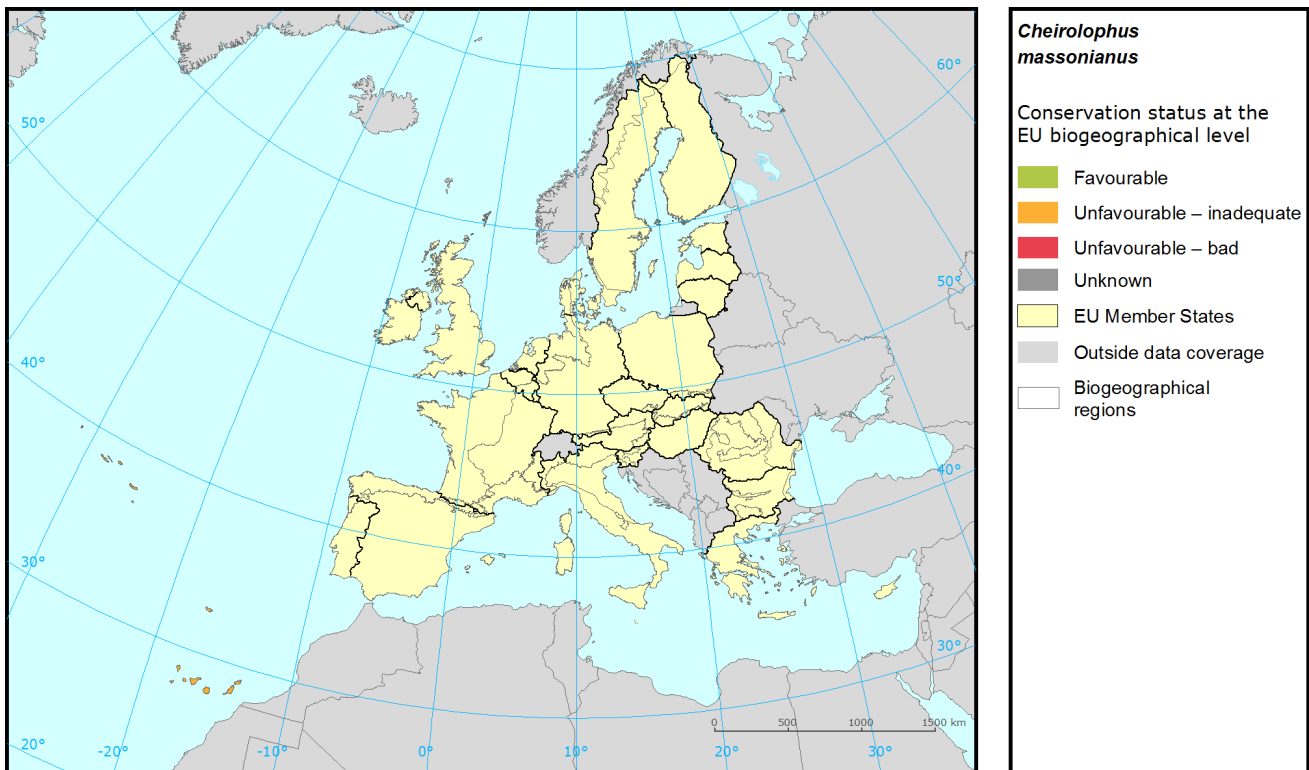 Cheirolophus
massonianus
Conservation status at the
EU biogeographical level
Favourable
Unfavourable – inadequate
Unfavourable – bad
Unknown
EU Member States
Outside data coverage
Biogeographical
regions
60°
50°
50°
40°
40°
30°
30°
20°
-20°
-10°
0°
10°
20°
30°
0 500 1000 1500 km